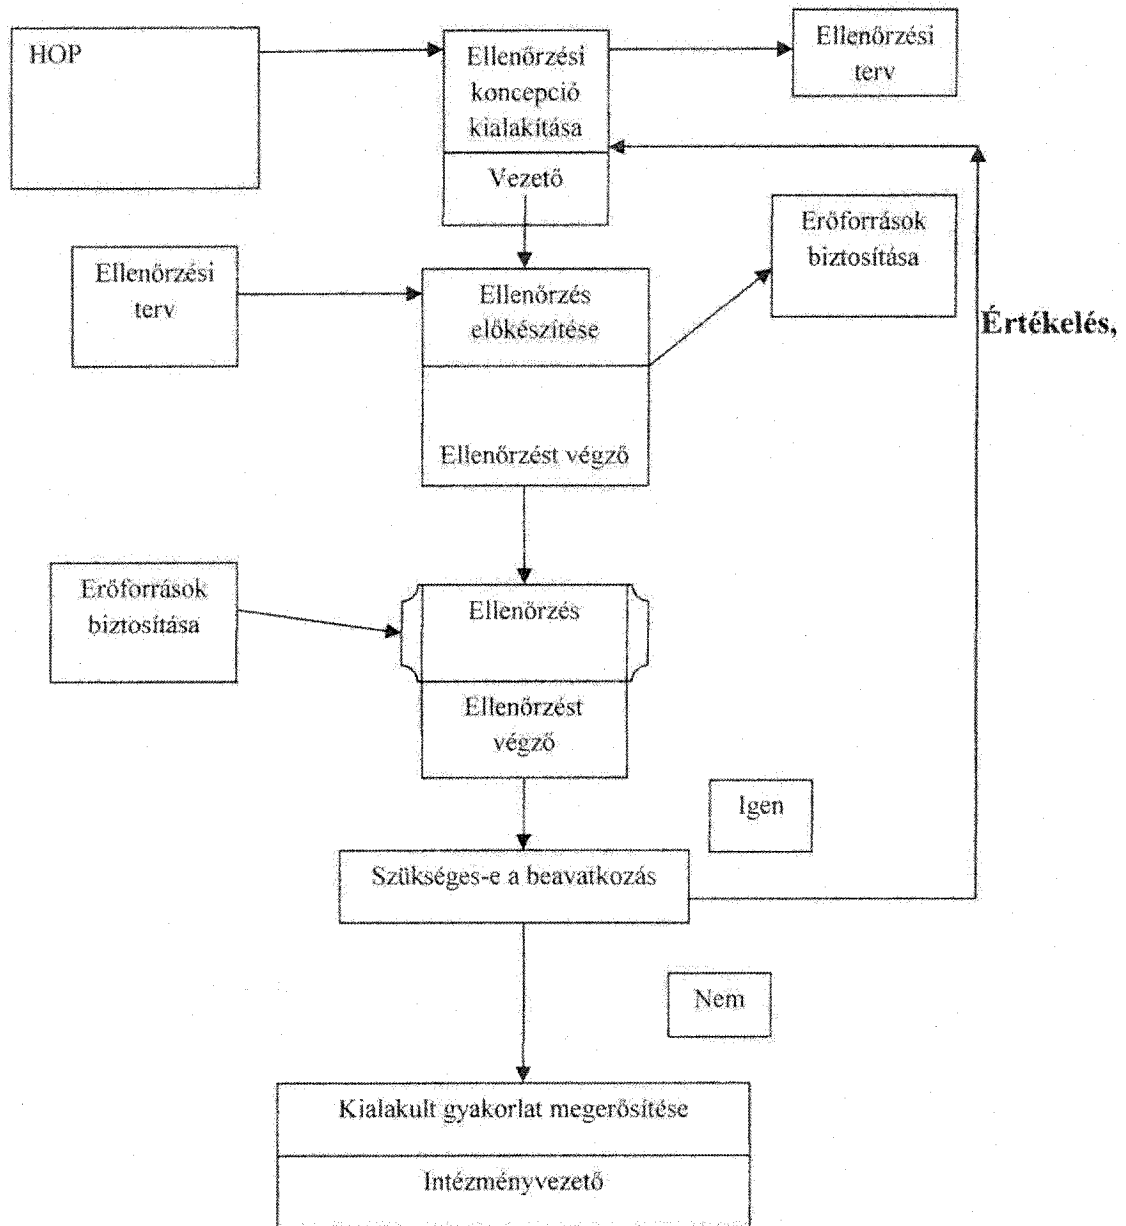 HOP
Ellenőrzési
koncepció
kialakítása
Vezető
Ellenőrzési
terv
Erőforrások
biztosítása
Ellenőrzési
terv
Ellenőrzés
előkészítése
Ellenőrzést végző
Értékelés,
Erőforrások
biztosítása
Ellenőrzés
Ellenőrzést
végző
Igen
Szükséges-e a beavatkozás
Nem
Kialakult gyakorlat megerősítése
Intézményvezető